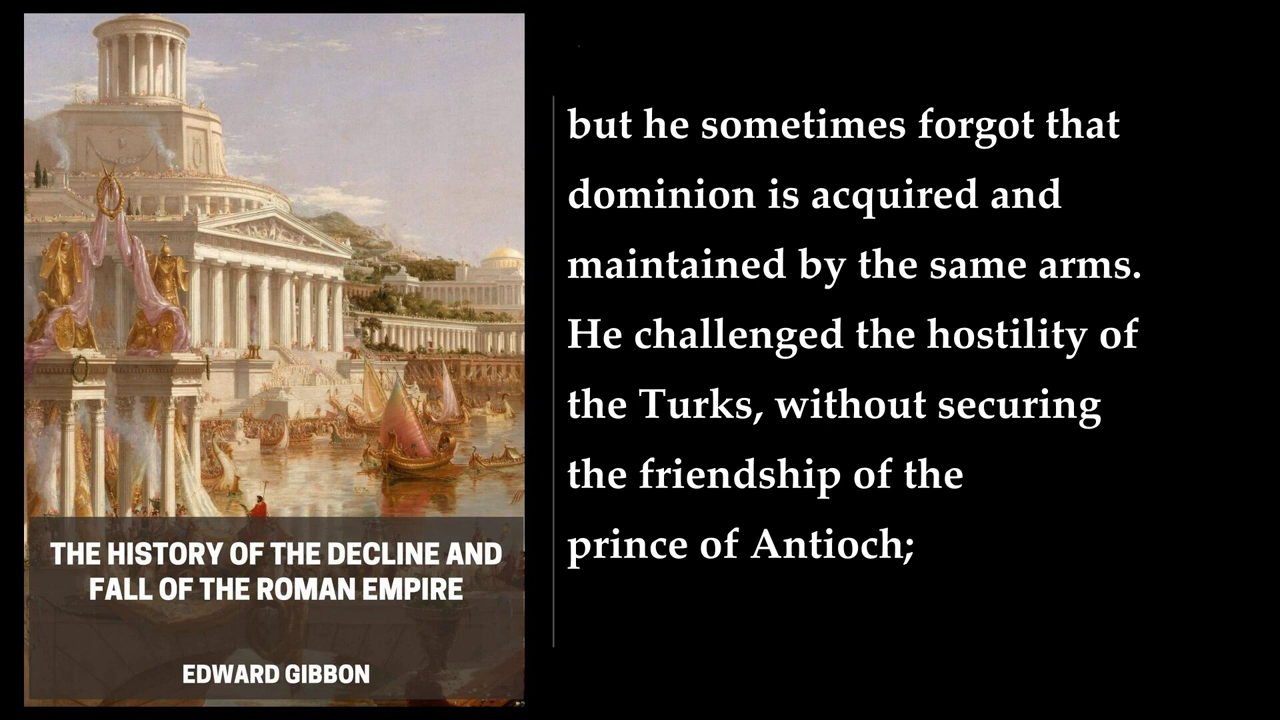 THE HISTORY OF THE DECLINE AND
FALL OF THE ROMAN EMPIRE
EDWARD GIBBON
but he sometimes forgot that
dominion is acquired and
maintained by the same arms.
He challenged the hostility of
the Turks, without securing
the friendship of the
prince of Antioch;